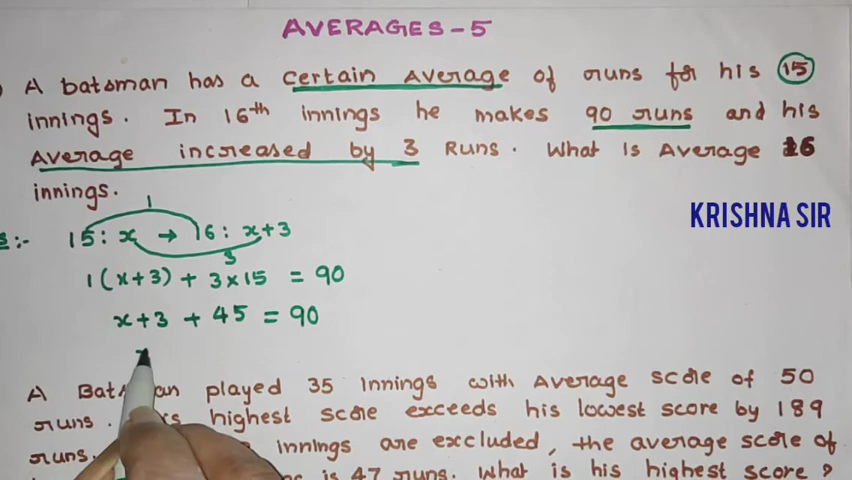 AVERAGES - 5
A batsman has a certain average of runs for his 15
innings. In 16th innings he makes 90 runs and his
Average increased by 3 Runs. What is Average 16
innings.
KRISHNA SIR
:- 15 : x → 16 : x+3
1
3
1(x+3) + 3×15 = 90
x+3 + 45 = 90
A Batsman played 35 Innings with Average score of 50
runs. highest score exceeds his lowest score by 189
runs. innings are excluded, the average score of
is 47 runs. What is his highest score ?